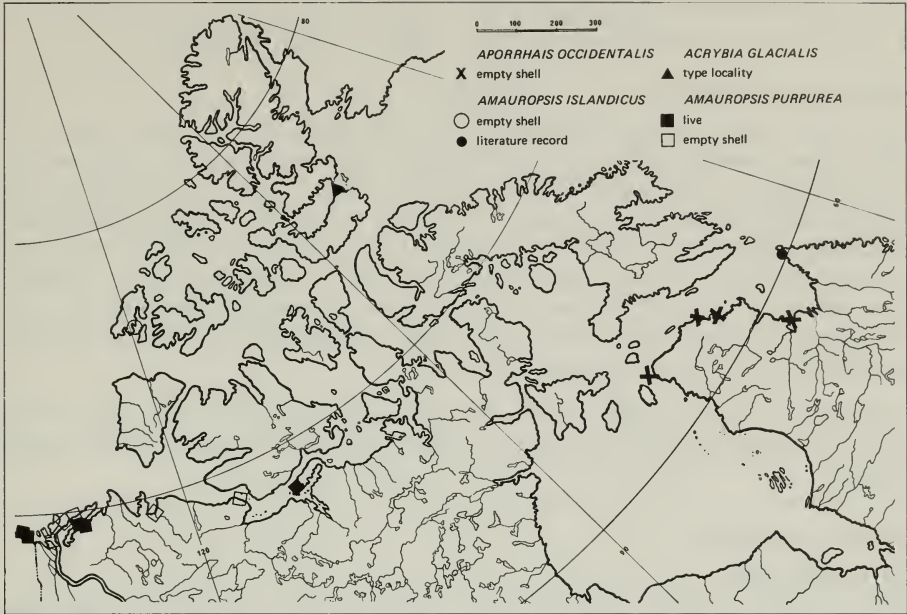 0 100 200 300
APORRHAIS OCCIDENTALIS
X empty shell
AMAUROPSIS ISLANDICUS
empty shell
literature record
ACRYBIA GLACIALIS
type locality
AMAUROPSIS PURPUREA
live
empty shell
80
60
120